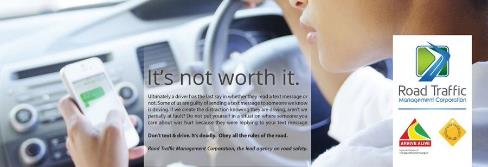 It's not worth it.
Ultimately a driver has the last say in whether they read a text message or
not. Some of us are guilty of sending a text message to someone we know
is driving. If we create the distraction knowing they are driving, aren't we
partially at fault? Do not put yourself in a situation where someone you
care about was hurt because they were replying to your text message
Don't text & drive. It's deadly. Obey all the rules of the road.
Road Traffic Management Corporation, the lead agency on road safety.
Road Traffic
Management Corporation
ARRIVE ALIVE